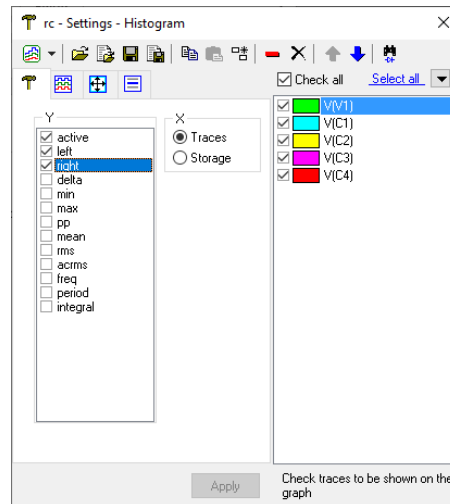 rc - Settings - Histogram
Check all
Select all
Y
active
left
right
delta
min
max
pp
mean
rms
acrms
freq
period
integral
X
Traces
Storage
V(V1)
V(C1)
V(C2)
V(C3)
V(C4)
Apply
Check traces to be shown on the
graph